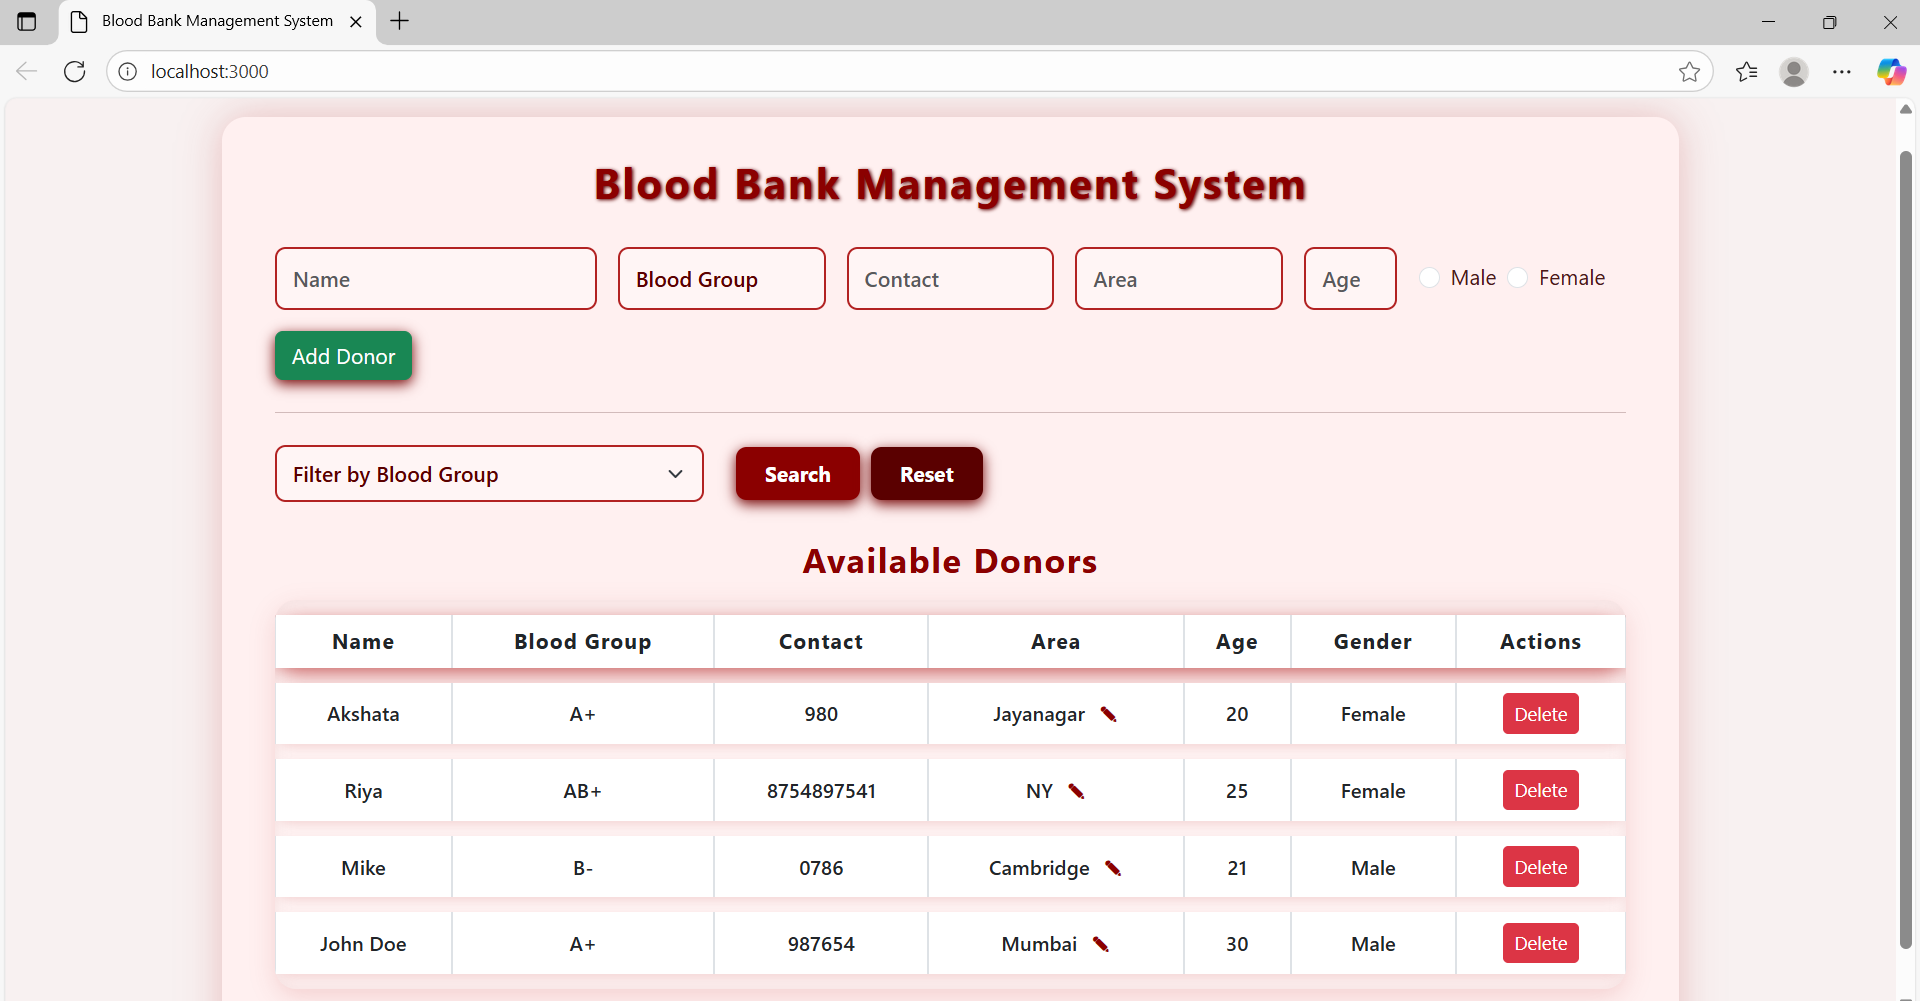 Blood Bank Management System
localhost:3000
Blood Bank Management System
Name Blood Group Contact Area Age Male Female
Add Donor
Filter by Blood Group Search Reset
Available Donors
Name Blood Group Contact Area Age Gender Actions
Akshata A+ 980 Jayanagar 20 Female Delete
Riya AB+ 8754897541 NY 25 Female Delete
Mike B- 0786 Cambridge 21 Male Delete
John Doe A+ 987654 Mumbai 30 Male Delete